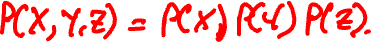 P(X,Y,Z) = P(X) P(Y) P(Z).